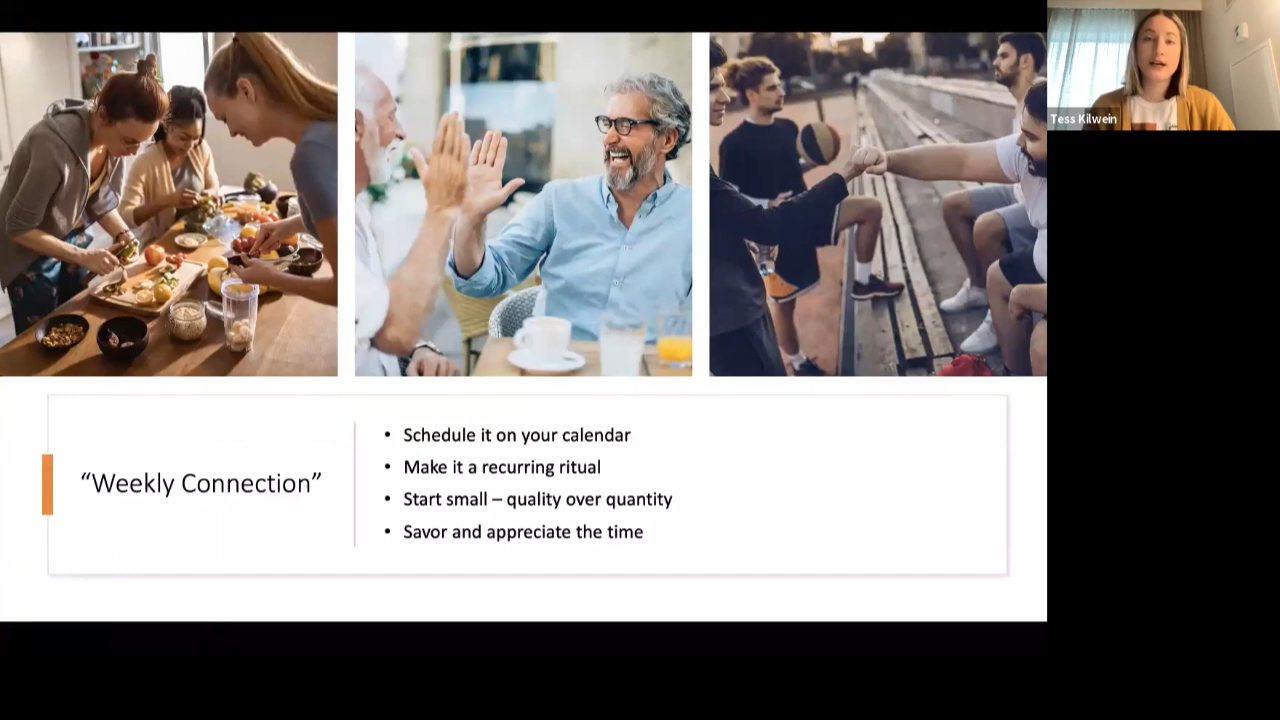 Tess Kilwein
“Weekly Connection”
• Schedule it on your calendar
• Make it a recurring ritual
• Start small – quality over quantity
• Savor and appreciate the time